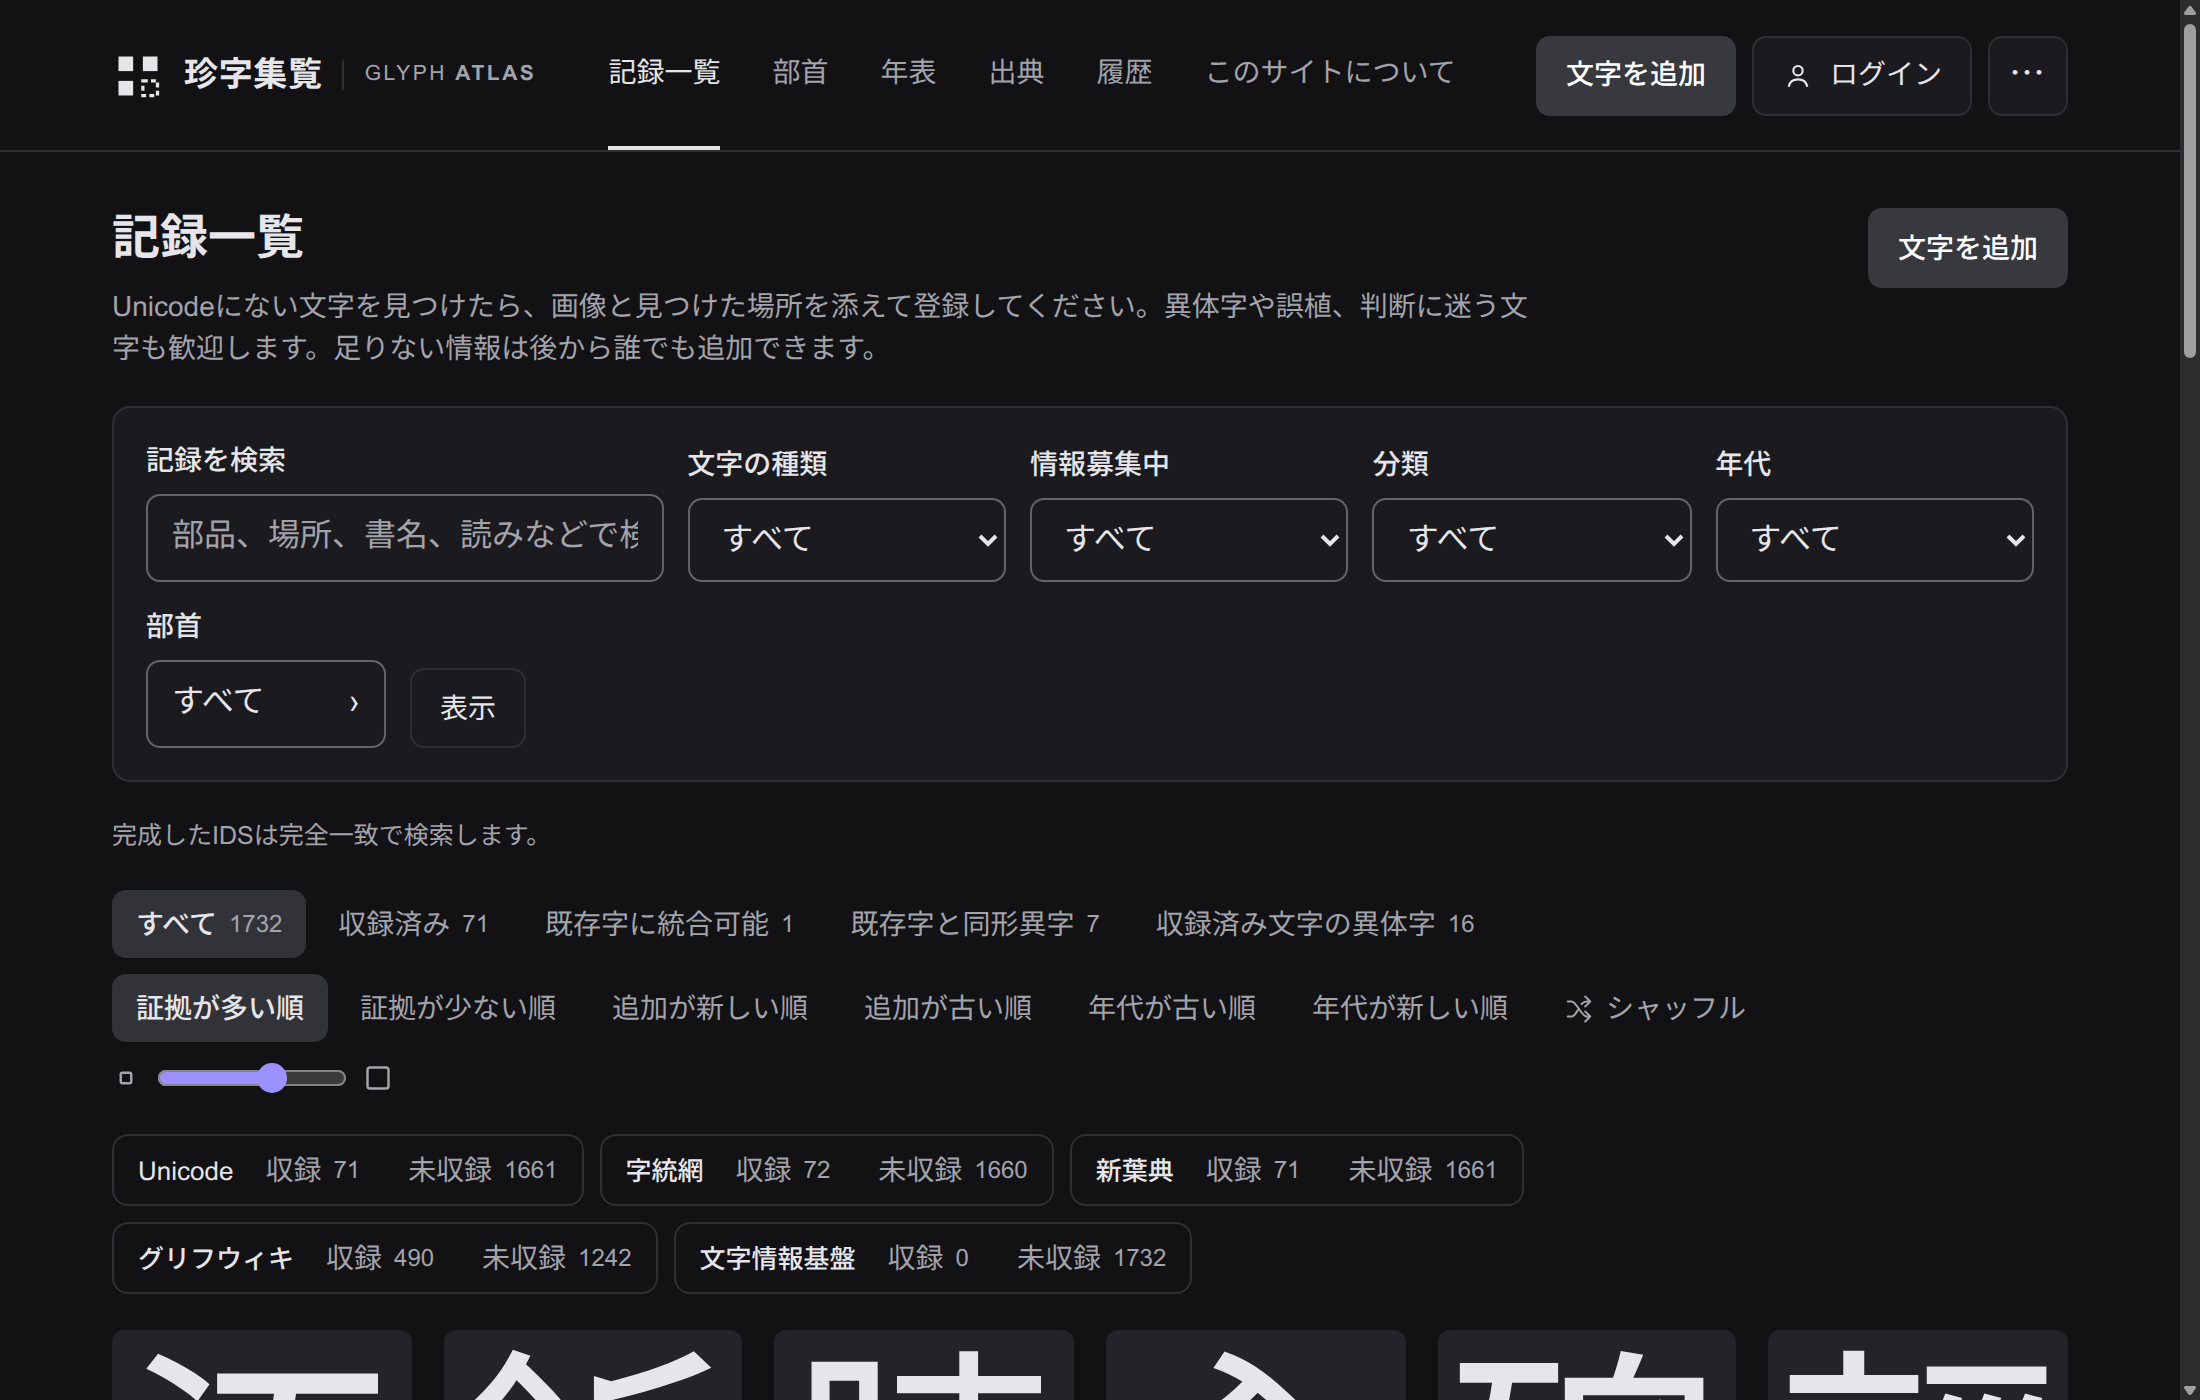 珍字集覧 GLYPH ATLAS 記録一覧 部首 年表 出典 履歴 このサイトについて 文字を追加 ログイン …
記録一覧
文字を追加
Unicodeにない文字を見つけたら、画像と見つけた場所を添えて登録してください。異体字や誤植、判断に迷う文
字も歓迎します。足りない情報は後から誰でも追加できます。
記録を検索 文字の種類 情報募集中 分類 年代
部品、場所、書名、読みなどで検 すべて すべて すべて すべて
部首
すべて › 表示
完成したIDSは完全一致で検索します。
すべて 1732 収録済み 71 既存字に統合可能 1 既存字と同形異字 7 収録済み文字の異体字 16
証拠が多い順 証拠が少ない順 追加が新しい順 追加が古い順 年代が古い順 年代が新しい順 シャッフル
Unicode 収録 71 未収録 1661 字統網 収録 72 未収録 1660 新葉典 収録 71 未収録 1661
グリフウィキ 収録 490 未収録 1242 文字情報基盤 収録 0 未収録 1732